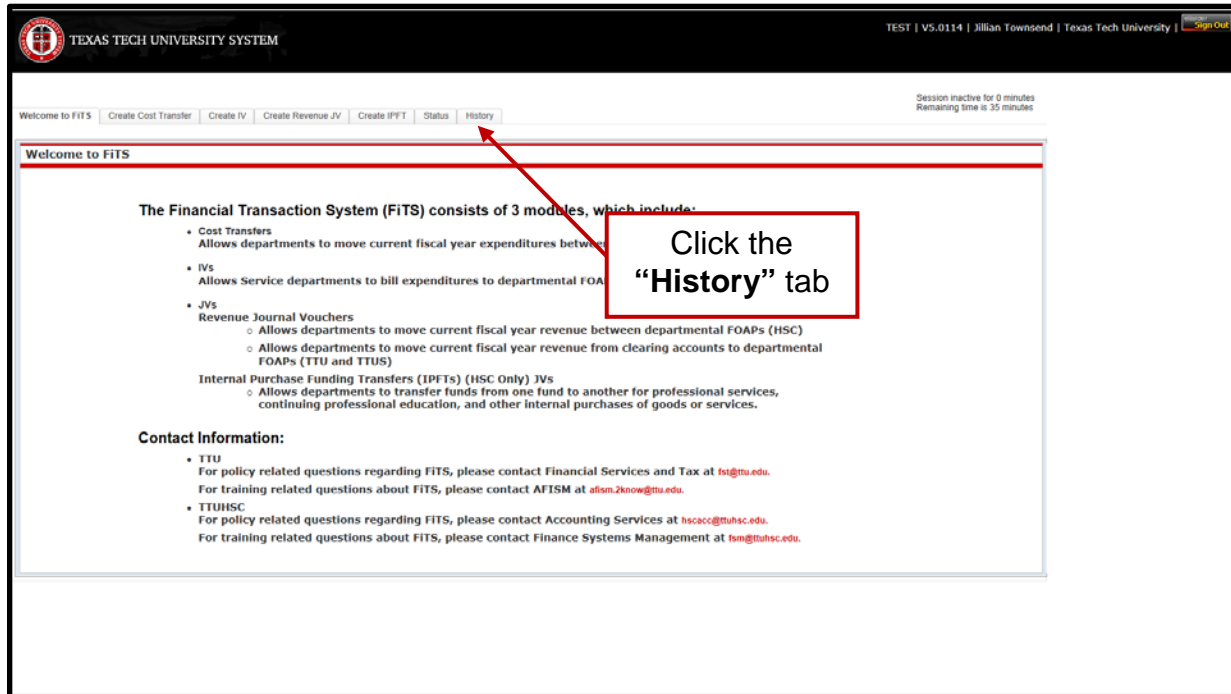 TEXAS TECH UNIVERSITY SYSTEM
TEST | V5.0114 | Jillian Townsend | Texas Tech University |
Sign Out
Session inactive for 0 minutes
Remaining time is 35 minutes
Welcome to FiTS Create Cost Transfer Create IV Create Revenue JV Create IPFT Status History
Welcome to FiTS
The Financial Transaction System (FiTS) consists of 3 modules, which include:
• Cost Transfers
Allows departments to move current fiscal year expenditures between
• IVs
Allows Service departments to bill expenditures to departmental FOA
• JVs
Revenue Journal Vouchers
○ Allows departments to move current fiscal year revenue between departmental FOAPs (HSC)
○ Allows departments to move current fiscal year revenue from clearing accounts to departmental
FOAPs (TTU and TTUS)
Internal Purchase Funding Transfers (IPFTs) (HSC Only) JVs
○ Allows departments to transfer funds from one fund to another for professional services,
continuing professional education, and other internal purchases of goods or services.
Click the
“History” tab
Contact Information:
• TTU
For policy related questions regarding FiTS, please contact Financial Services and Tax at fst@ttu.edu.
For training related questions about FiTS, please contact AFISM at afism.2know@ttu.edu.
• TTUHSC
For policy related questions regarding FiTS, please contact Accounting Services at hscacc@ttuhsc.edu.
For training related questions about FiTS, please contact Finance Systems Management at fsm@ttuhsc.edu.